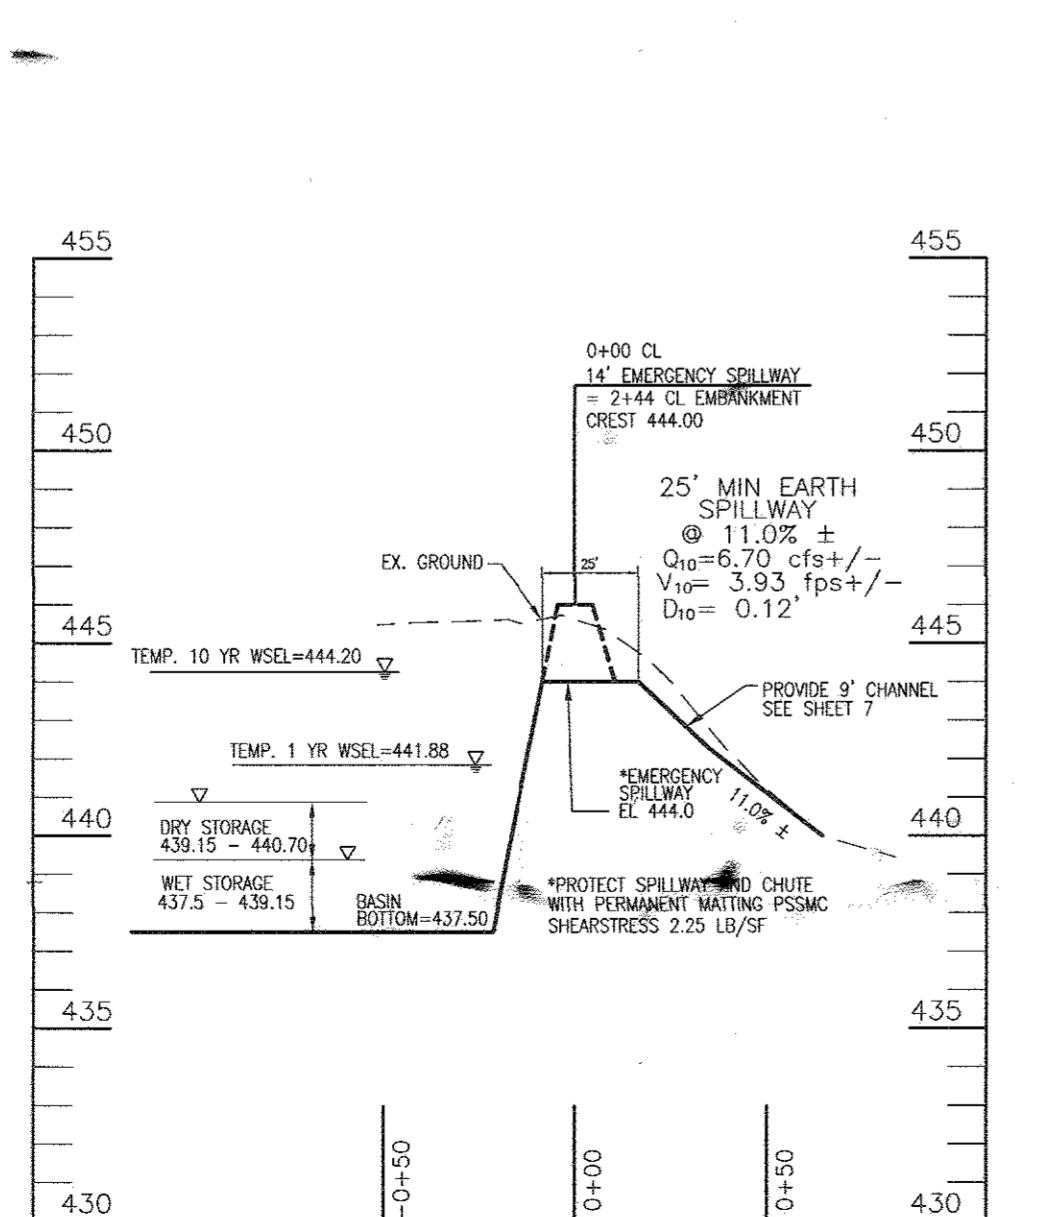 455
455
0+00 CL
14' EMERGENCY SPILLWAY
= 2+44 CL EMBANKMENT
CREST 444.00
450
450
25' MIN EARTH
SPILLWAY
@ 11.0% ±
Q10=6.70 cfs+/-
V10= 3.93 fps+/-
D10= 0.12'
EX. GROUND
25'
445
445
TEMP. 10 YR WSEL=444.20
PROVIDE 9' CHANNEL
SEE SHEET 7
TEMP. 1 YR WSEL=441.88
*EMERGENCY
SPILLWAY
EL 444.0
11.0% ±
440
440
DRY STORAGE
439.15 - 440.70
WET STORAGE
437.5 - 439.15
BASIN
BOTTOM=437.50
*PROTECT SPILLWAY AND CHUTE
WITH PERMANENT MATTING PSSMC
SHEARSTRESS 2.25 LB/SF
435
435
-0+50
0+00
0+50
430
430